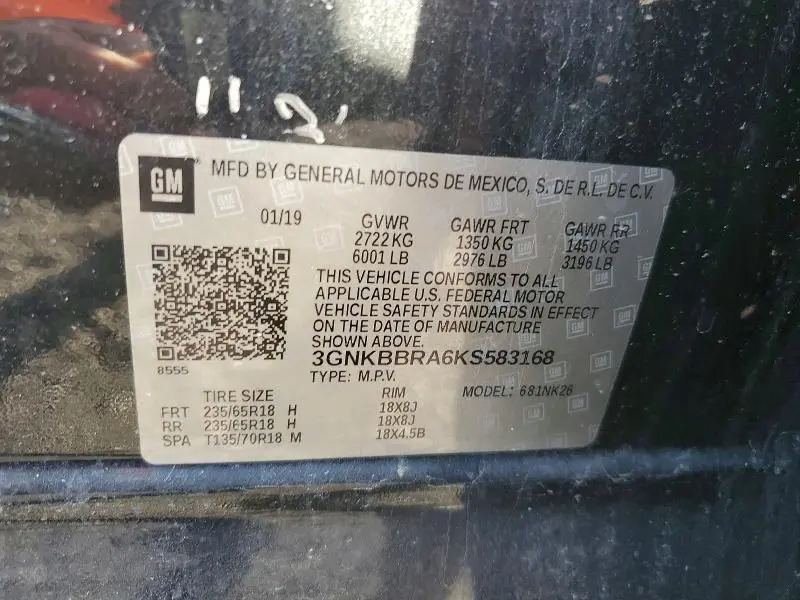 GM
MFD BY GENERAL MOTORS DE MEXICO, S. DE R.L. DE C.V.
01/19 GVWR GAWR FRT GAWR RR
2722 KG 1350 KG 1450 KG
6001 LB 2976 LB 3196 LB
THIS VEHICLE CONFORMS TO ALL
APPLICABLE U.S. FEDERAL MOTOR
VEHICLE SAFETY STANDARDS IN EFFECT
ON THE DATE OF MANUFACTURE
SHOWN ABOVE.
3GNKBBRA6KS583168
8555
TYPE: M.P.V. MODEL: 681NK26
TIRE SIZE RIM
FRT 235/65R18 H 18X8J
RR 235/65R18 H 18X8J
SPA T135/70R18 M 18X4.5B